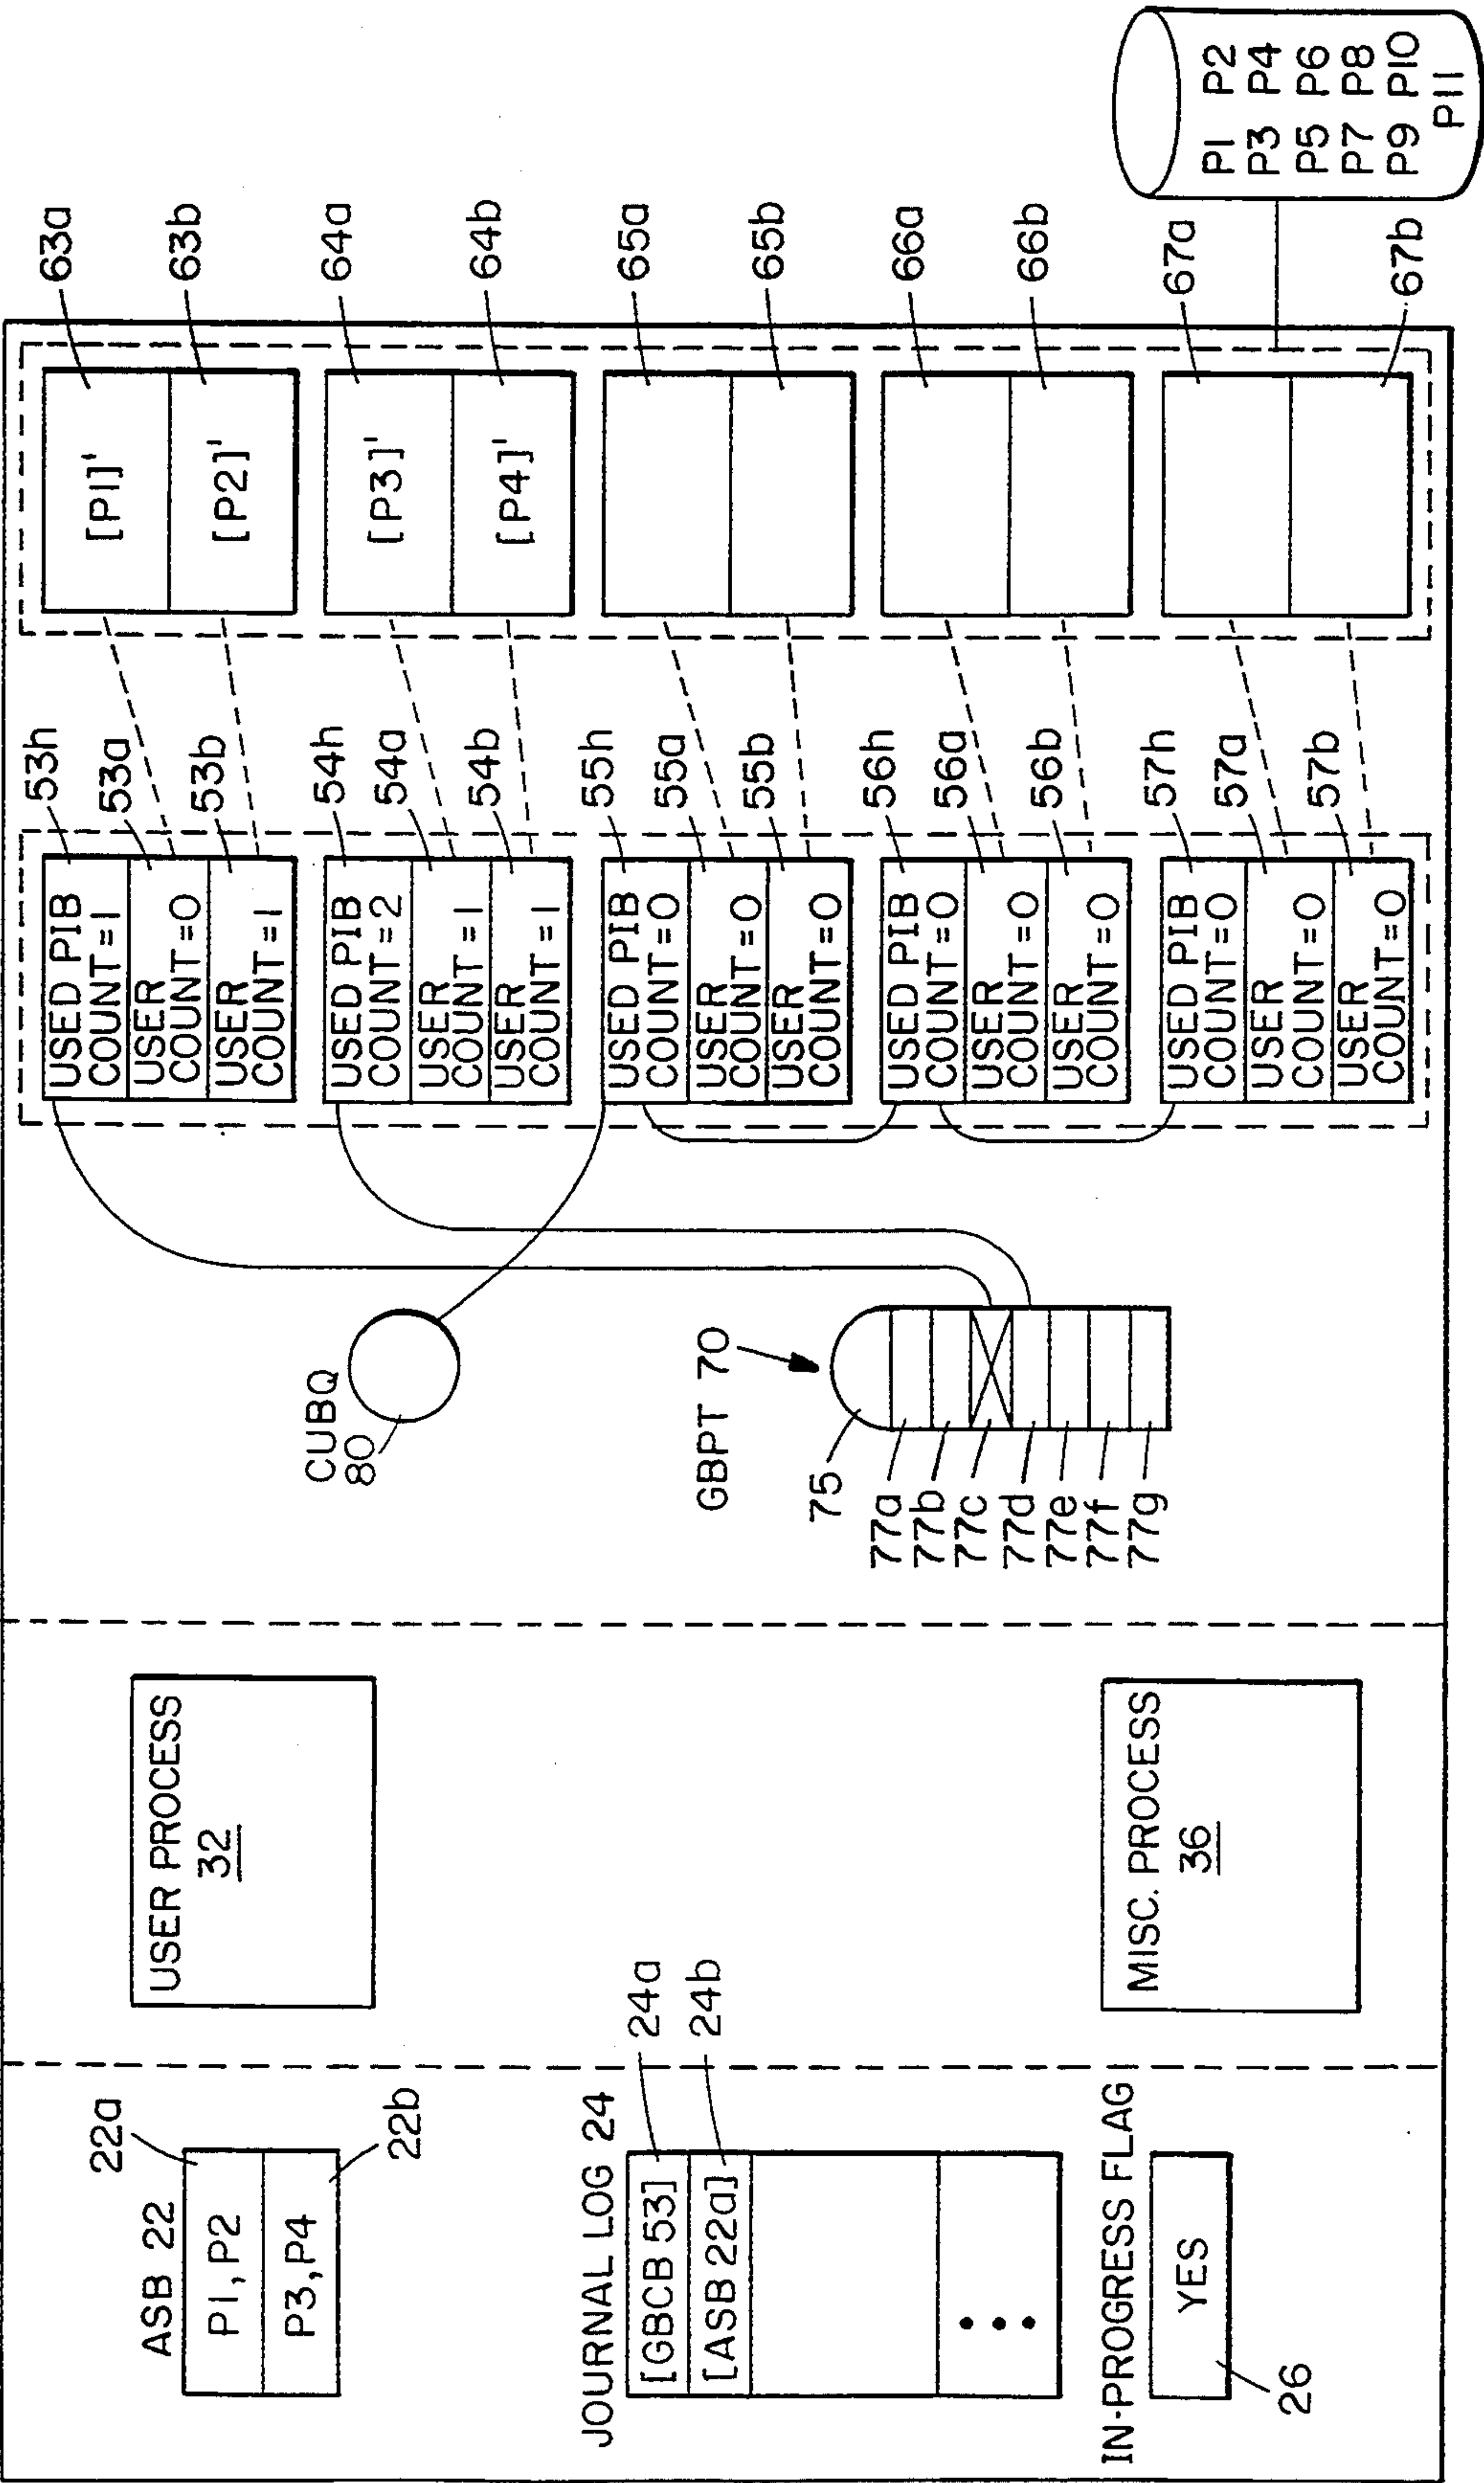 ASB 22
22a
P1, P2
P3, P4
22b
JOURNAL LOG 24
24a
[GBCB 53]
24b
[ASB 22a]
• • •
IN-PROGRESS FLAG
YES
26
USER PROCESS
32
MISC. PROCESS
36
CUBQ
80
GBPT 70
75
77a
77b
77c
77d
77e
77f
77g
53h
USED PIB
COUNT=1
53a
USER
COUNT=0
53b
USER
COUNT=1
54h
USED PIB
COUNT=2
54a
USER
COUNT=1
54b
USER
COUNT=1
55h
USED PIB
COUNT=0
55a
USER
COUNT=0
55b
USER
COUNT=0
56h
USED PIB
COUNT=0
56a
USER
COUNT=0
56b
USER
COUNT=0
57h
USED PIB
COUNT=0
57a
USER
COUNT=0
57b
USER
COUNT=0
63a
[P1]'
63b
[P2]'
64a
[P3]'
64b
[P4]'
65a
65b
66a
66b
67a
67b
P1 P2
P3 P4
P5 P6
P7 P8
P9 P10
P11